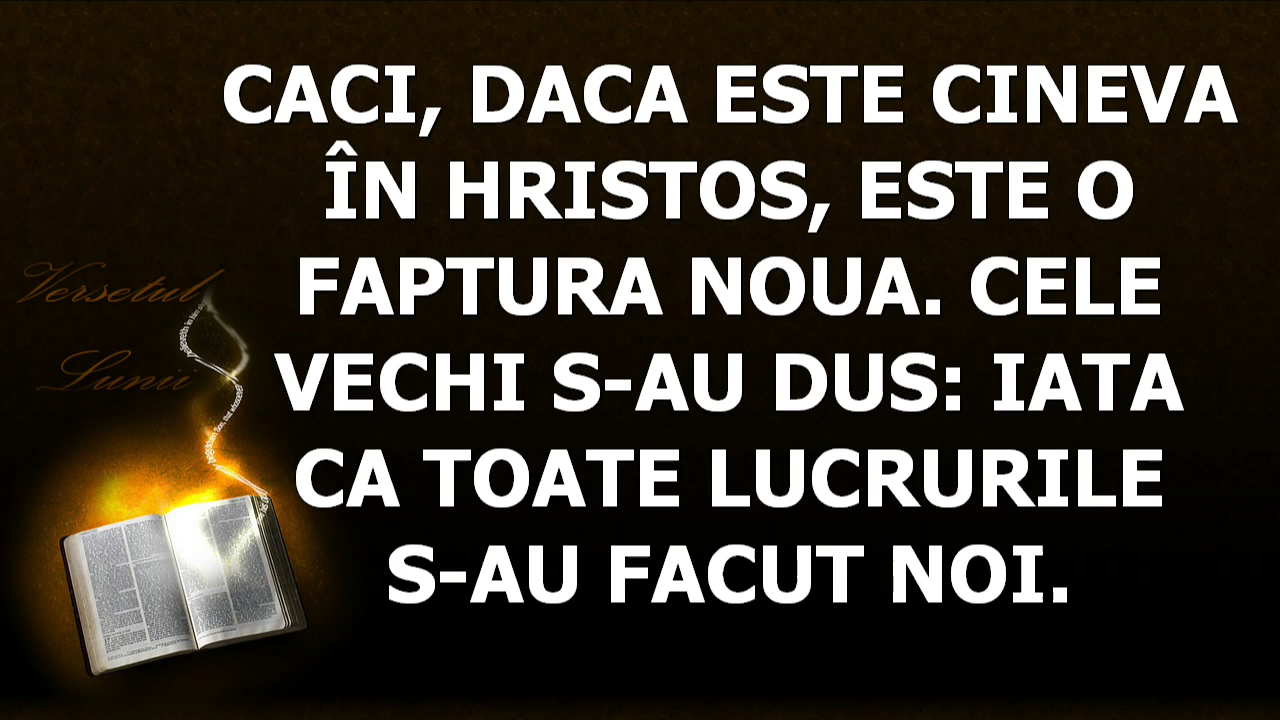 CACI, DACA ESTE CINEVA
ÎN HRISTOS, ESTE O
FAPTURA NOUA. CELE
VECHI S-AU DUS: IATA
CA TOATE LUCRURILE
S-AU FACUT NOI.
Versetul
Lunii